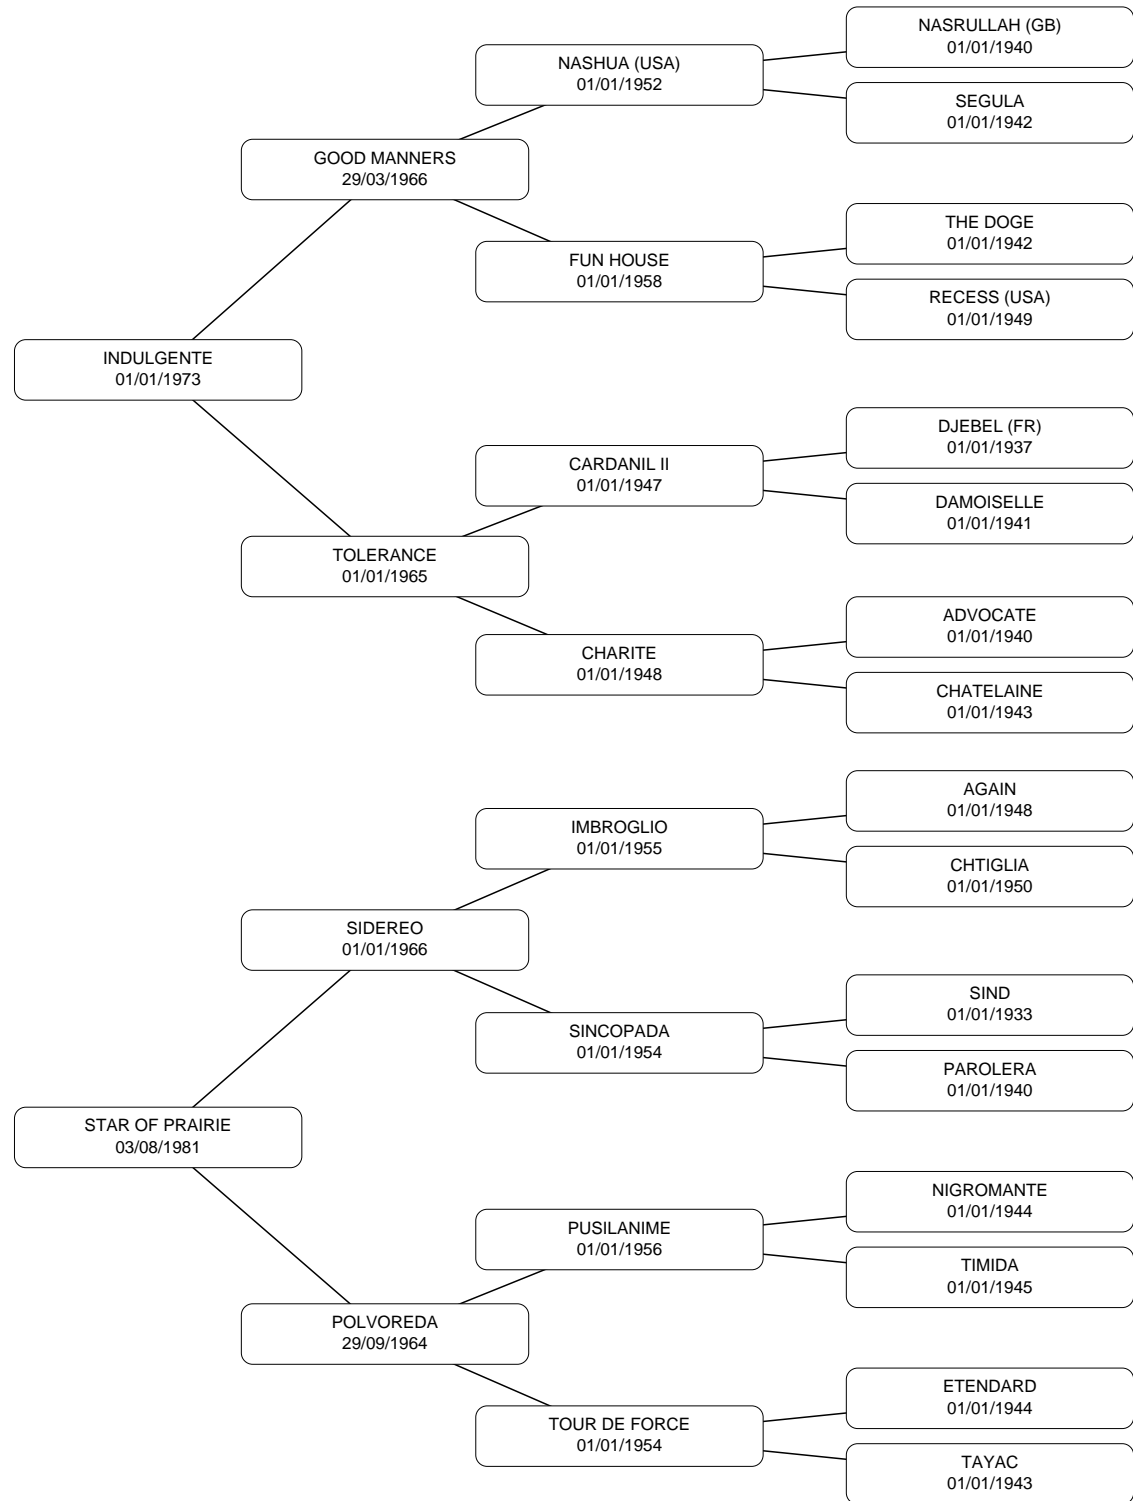 NASRULLAH (GB)
01/01/1940
NASHUA (USA)
01/01/1952
SEGULA
01/01/1942
GOOD MANNERS
29/03/1966
THE DOGE
01/01/1942
FUN HOUSE
01/01/1958
RECESS (USA)
01/01/1949
INDULGENTE
01/01/1973
DJEBEL (FR)
01/01/1937
CARDANIL II
01/01/1947
DAMOISELLE
01/01/1941
TOLERANCE
01/01/1965
ADVOCATE
01/01/1940
CHARITE
01/01/1948
CHATELAINE
01/01/1943
AGAIN
01/01/1948
IMBROGLIO
01/01/1955
CHTIGLIA
01/01/1950
SIDEREO
01/01/1966
SIND
01/01/1933
SINCOPADA
01/01/1954
PAROLERA
01/01/1940
STAR OF PRAIRIE
03/08/1981
NIGROMANTE
01/01/1944
PUSILANIME
01/01/1956
TIMIDA
01/01/1945
POLVOREDA
29/09/1964
ETENDARD
01/01/1944
TOUR DE FORCE
01/01/1954
TAYAC
01/01/1943